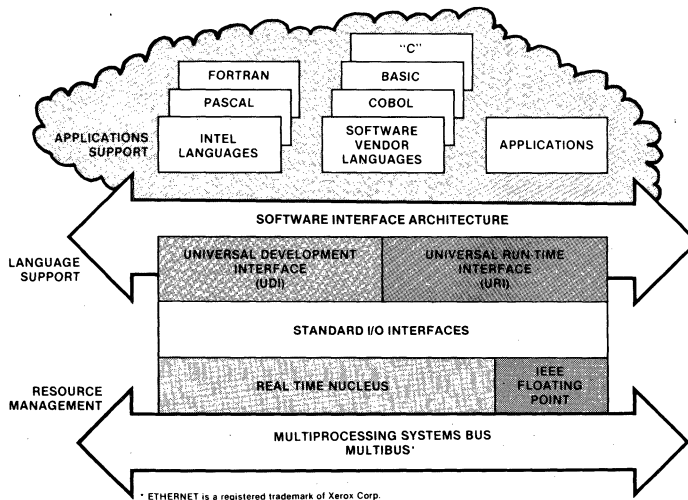 "C"
FORTRAN
BASIC
PASCAL
COBOL
APPLICATIONS
SUPPORT
INTEL
LANGUAGES
SOFTWARE
VENDOR
LANGUAGES
APPLICATIONS
SOFTWARE INTERFACE ARCHITECTURE
LANGUAGE
SUPPORT
UNIVERSAL DEVELOPMENT
INTERFACE
(UDI)
UNIVERSAL RUN-TIME
INTERFACE
(URI)
STANDARD I/O INTERFACES
RESOURCE
MANAGEMENT
REAL TIME NUCLEUS
IEEE
FLOATING
POINT
MULTIPROCESSING SYSTEMS BUS
MULTIBUS*
* ETHERNET is a registered trademark of Xerox Corp.